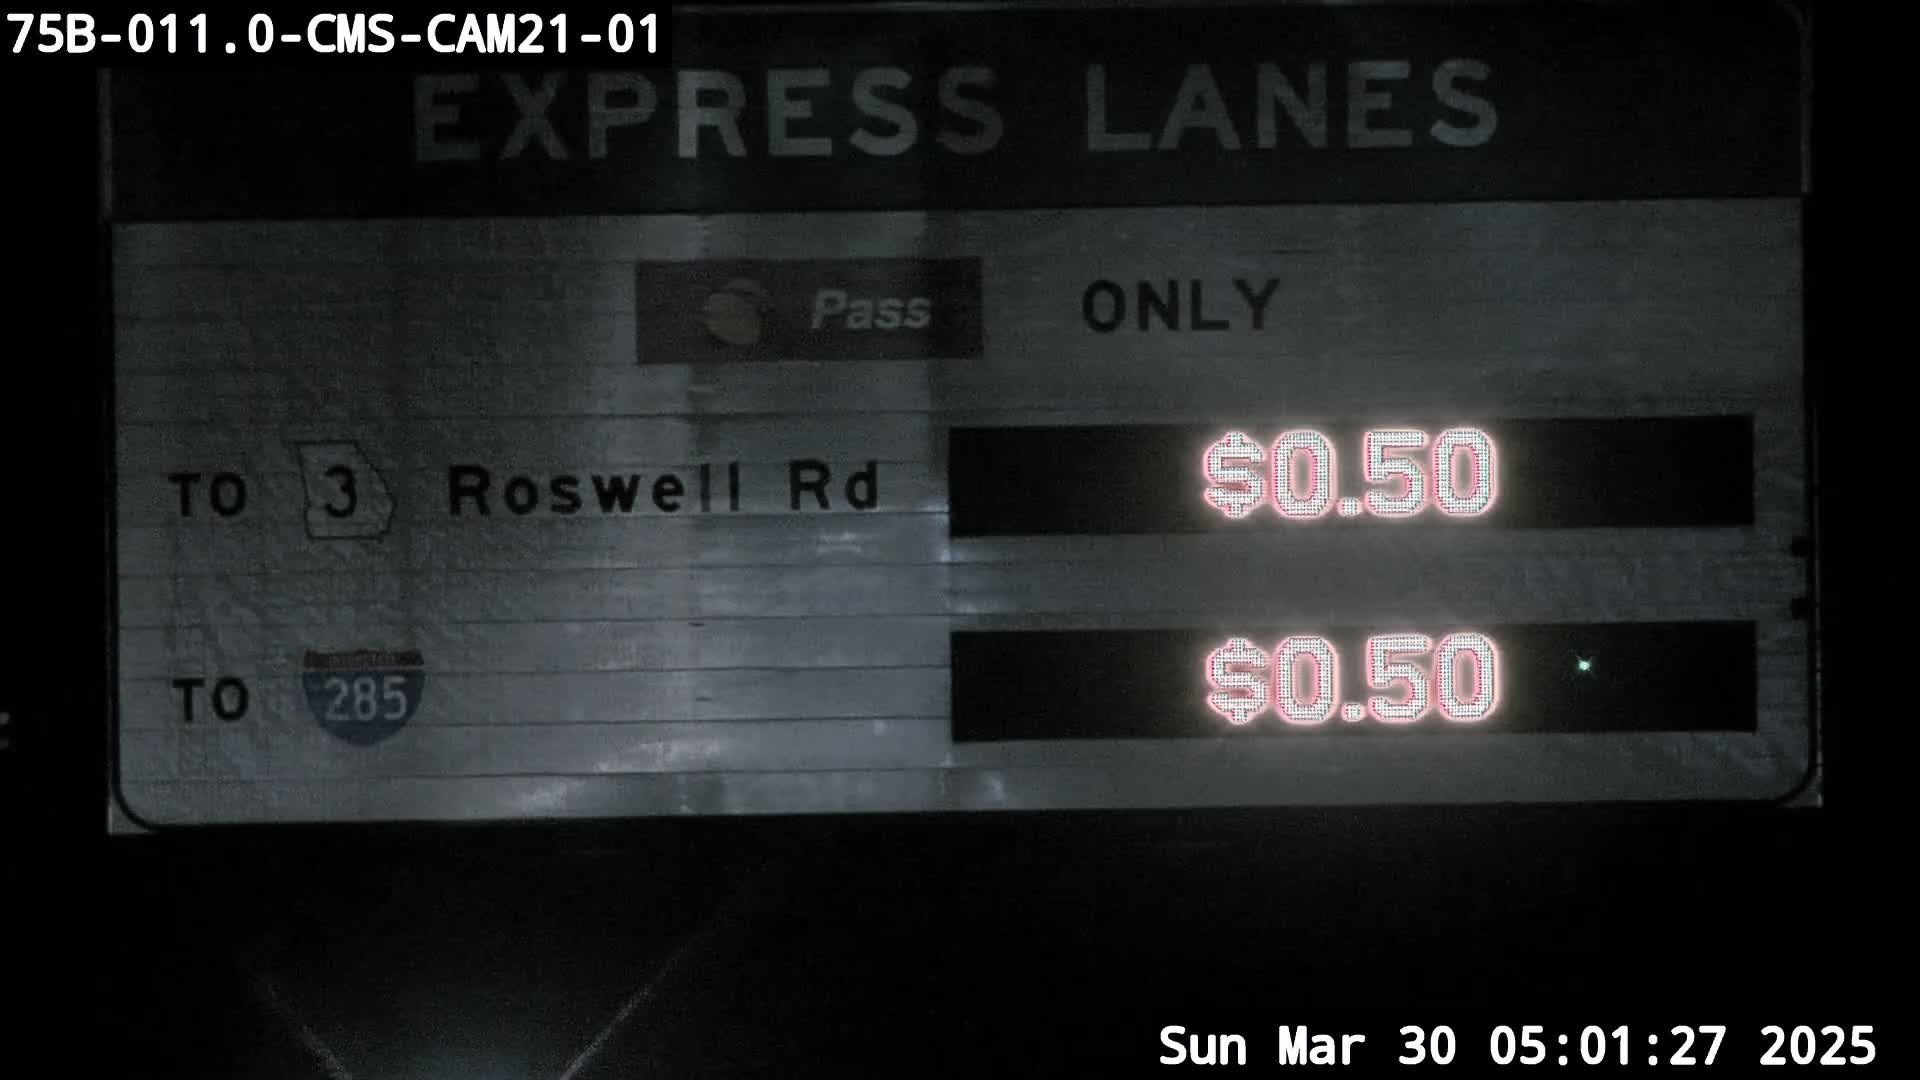 75B-011.0-CMS-CAM21-01
EXPRESS LANES
Pass ONLY
TO 3 Roswell Rd $0.50
TO 285 $0.50
Sun Mar 30 05:01:27 2025